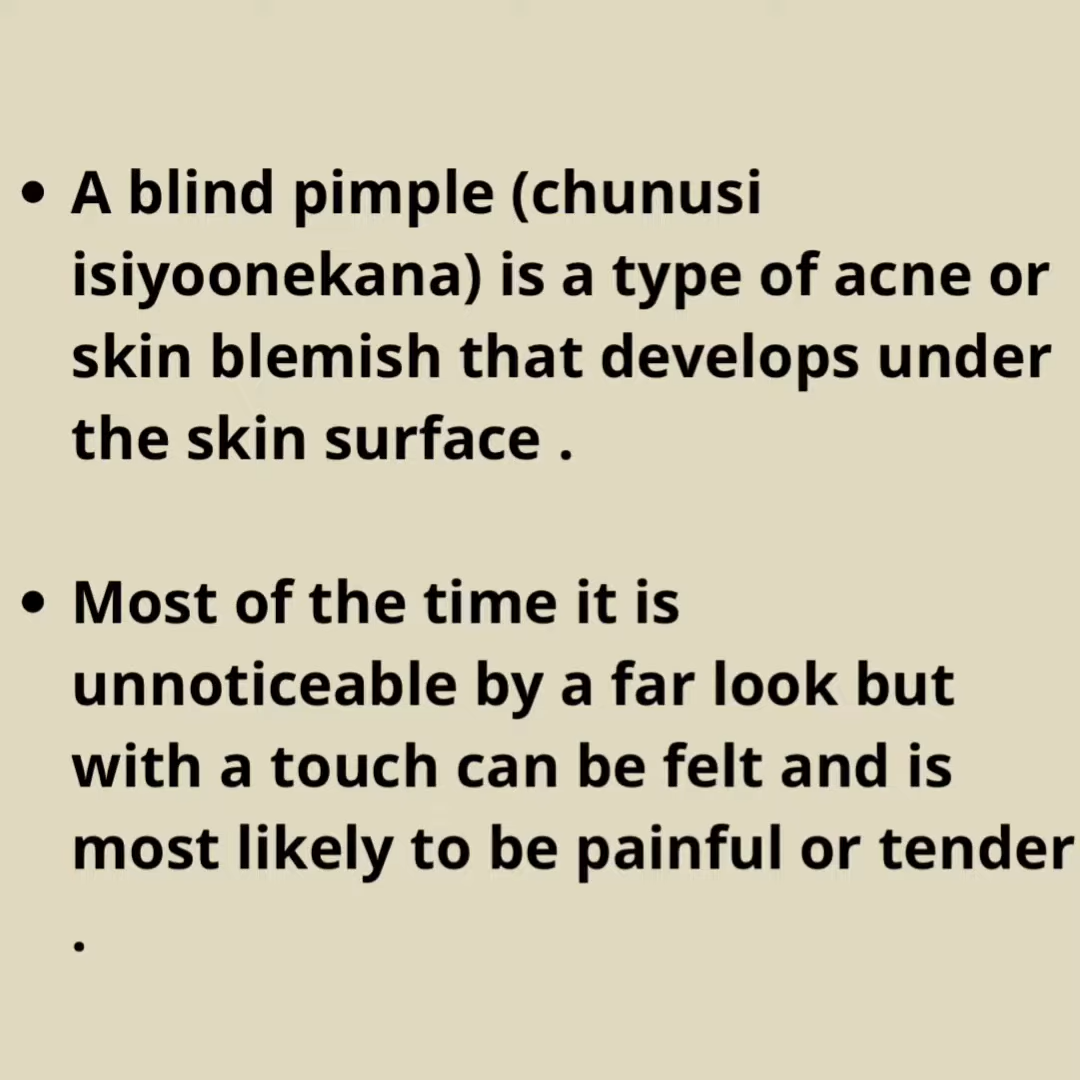 • A blind pimple (chunusi
isiyoonekana) is a type of acne or
skin blemish that develops under
the skin surface .
• Most of the time it is
unnoticeable by a far look but
with a touch can be felt and is
most likely to be painful or tender
.